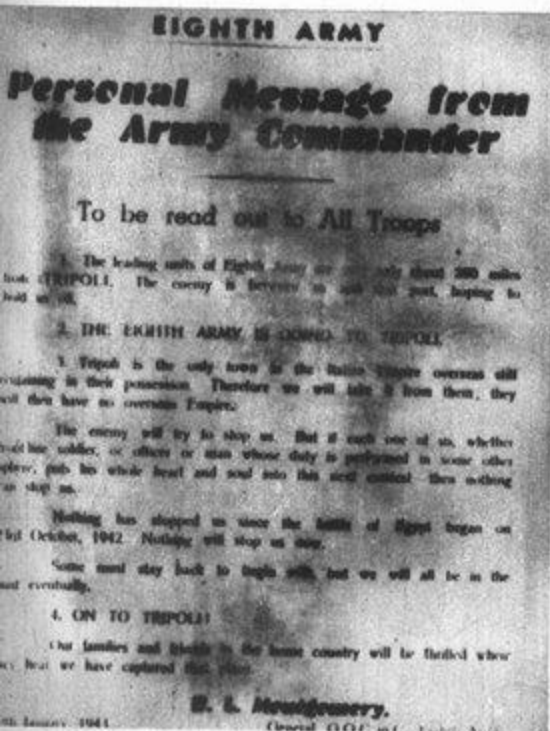 EIGHTH ARMY
Personal Message from
the Army Commander
To be read out to All Troops
1. The leading units of Eighth Army are only about 200 miles
from TRIPOLI. The enemy is between us and that port, hoping to
hold us off.
2. THE EIGHTH ARMY IS GOING TO TRIPOLI.
3. Tripoli is the only town in the Italian Empire overseas still
remaining in their possession. Therefore we will take it from them; they
will then have no overseas Empire.
The enemy will try to stop us. But if each one of us, whether
front-line soldier, or officer or man whose duty is performed in some other
sphere, puts his whole heart and soul into this next contest then nothing
can stop us.
Nothing has stopped us since the battle of Egypt began on
October, 1942. Nothing will stop us now.
Some must stay back to begin with, but we will all be in the
hunt eventually.
4. ON TO TRIPOLI!
Our families and friends in the home country will be thrilled when
they hear we have captured that place.
B. L. Montgomery,
January 1943
General, G.O.C.-in-C.